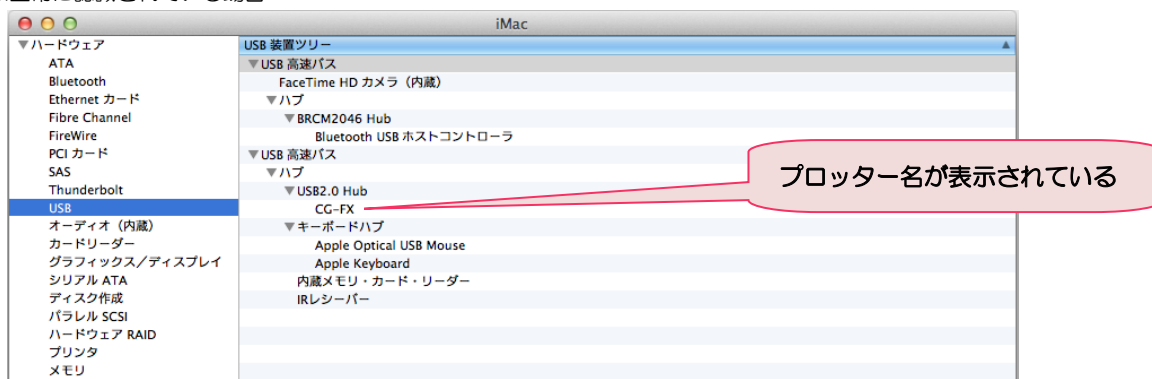 iMac
▼ハードウェア
ATA
Bluetooth
Ethernet カード
Fibre Channel
FireWire
PCI カード
SAS
Thunderbolt
USB
オーディオ（内蔵）
カードリーダー
グラフィックス／ディスプレイ
シリアル ATA
ディスク作成
パラレル SCSI
ハードウェア RAID
プリンタ
メモリ
USB 装置ツリー
▼USB 高速バス
FaceTime HD カメラ（内蔵）
▼ハブ
▼BRCM2046 Hub
Bluetooth USB ホストコントローラ
▼USB 高速バス
▼ハブ
▼USB2.0 Hub
CG-FX
▼キーボードハブ
Apple Optical USB Mouse
Apple Keyboard
内蔵メモリ・カード・リーダー
IRレシーバー
プロッター名が表示されている